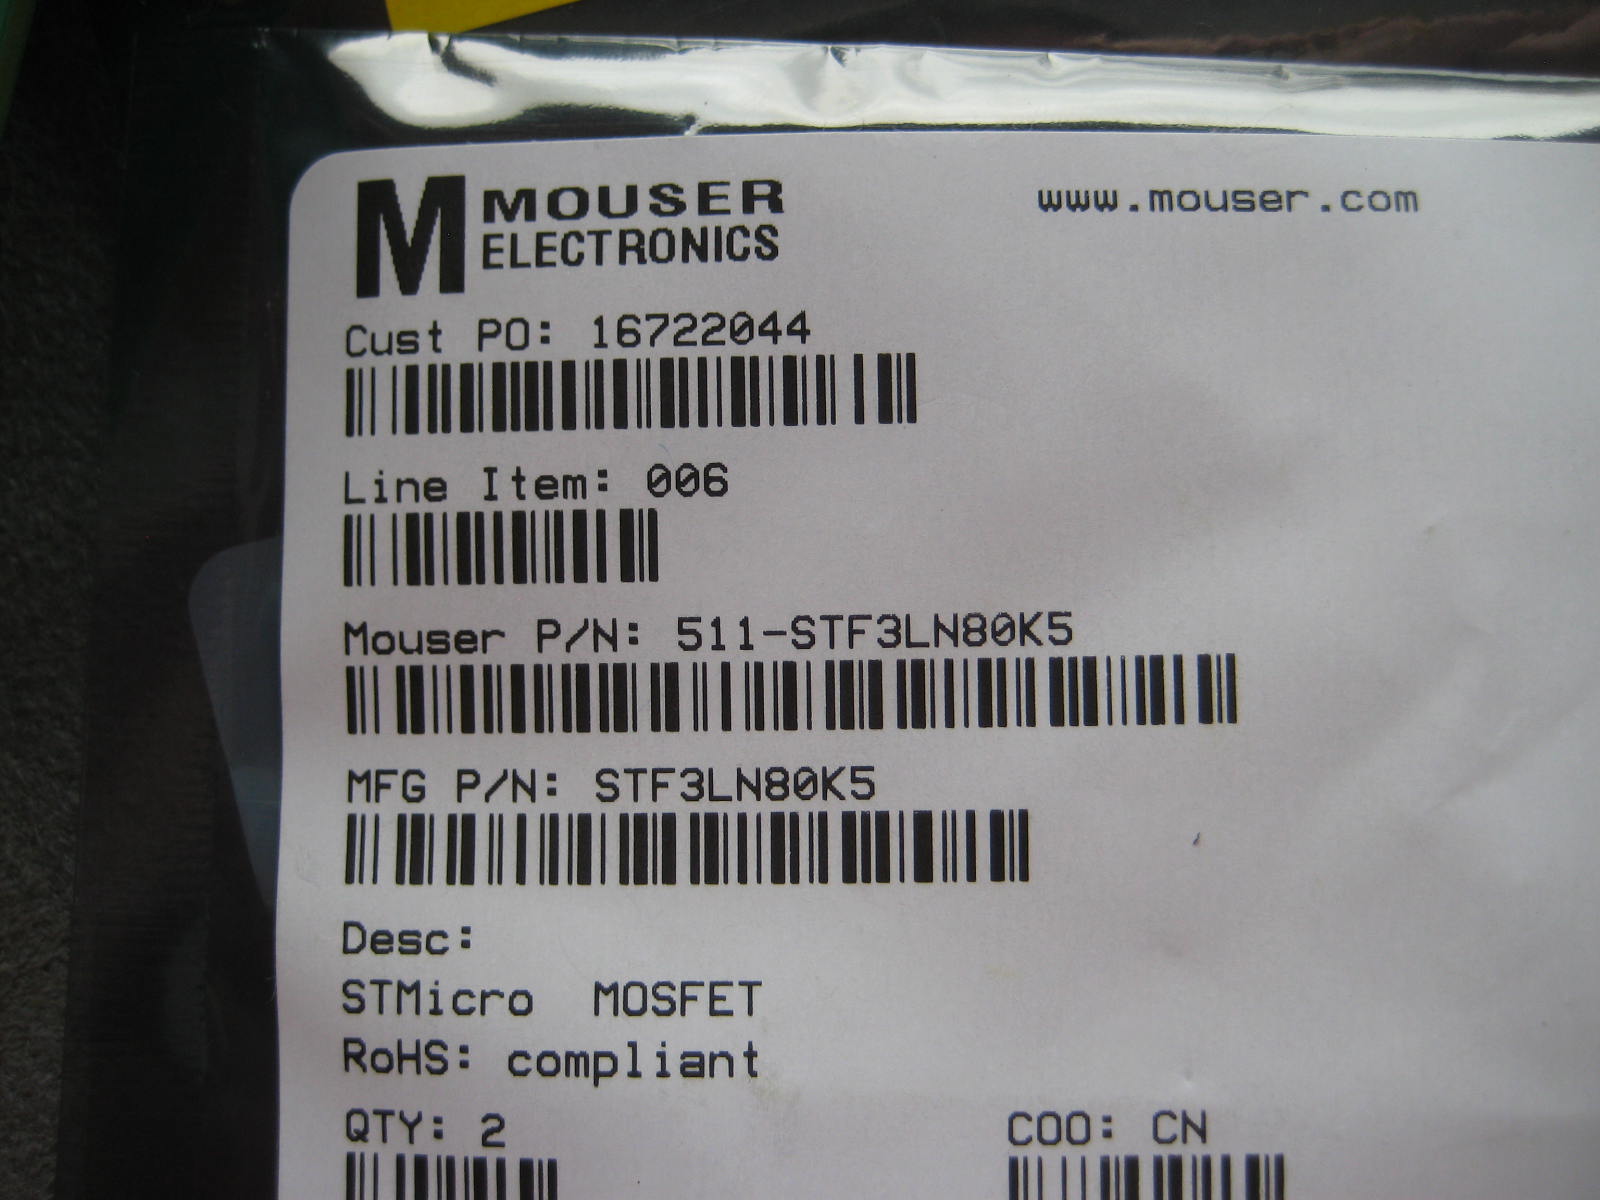 M MOUSER
ELECTRONICS
www.mouser.com
Cust PO: 16722044
Line Item: 006
Mouser P/N: 511-STF3LN80K5
MFG P/N: STF3LN80K5
Desc:
STMicro MOSFET
RoHS: compliant
QTY: 2
COO: CN